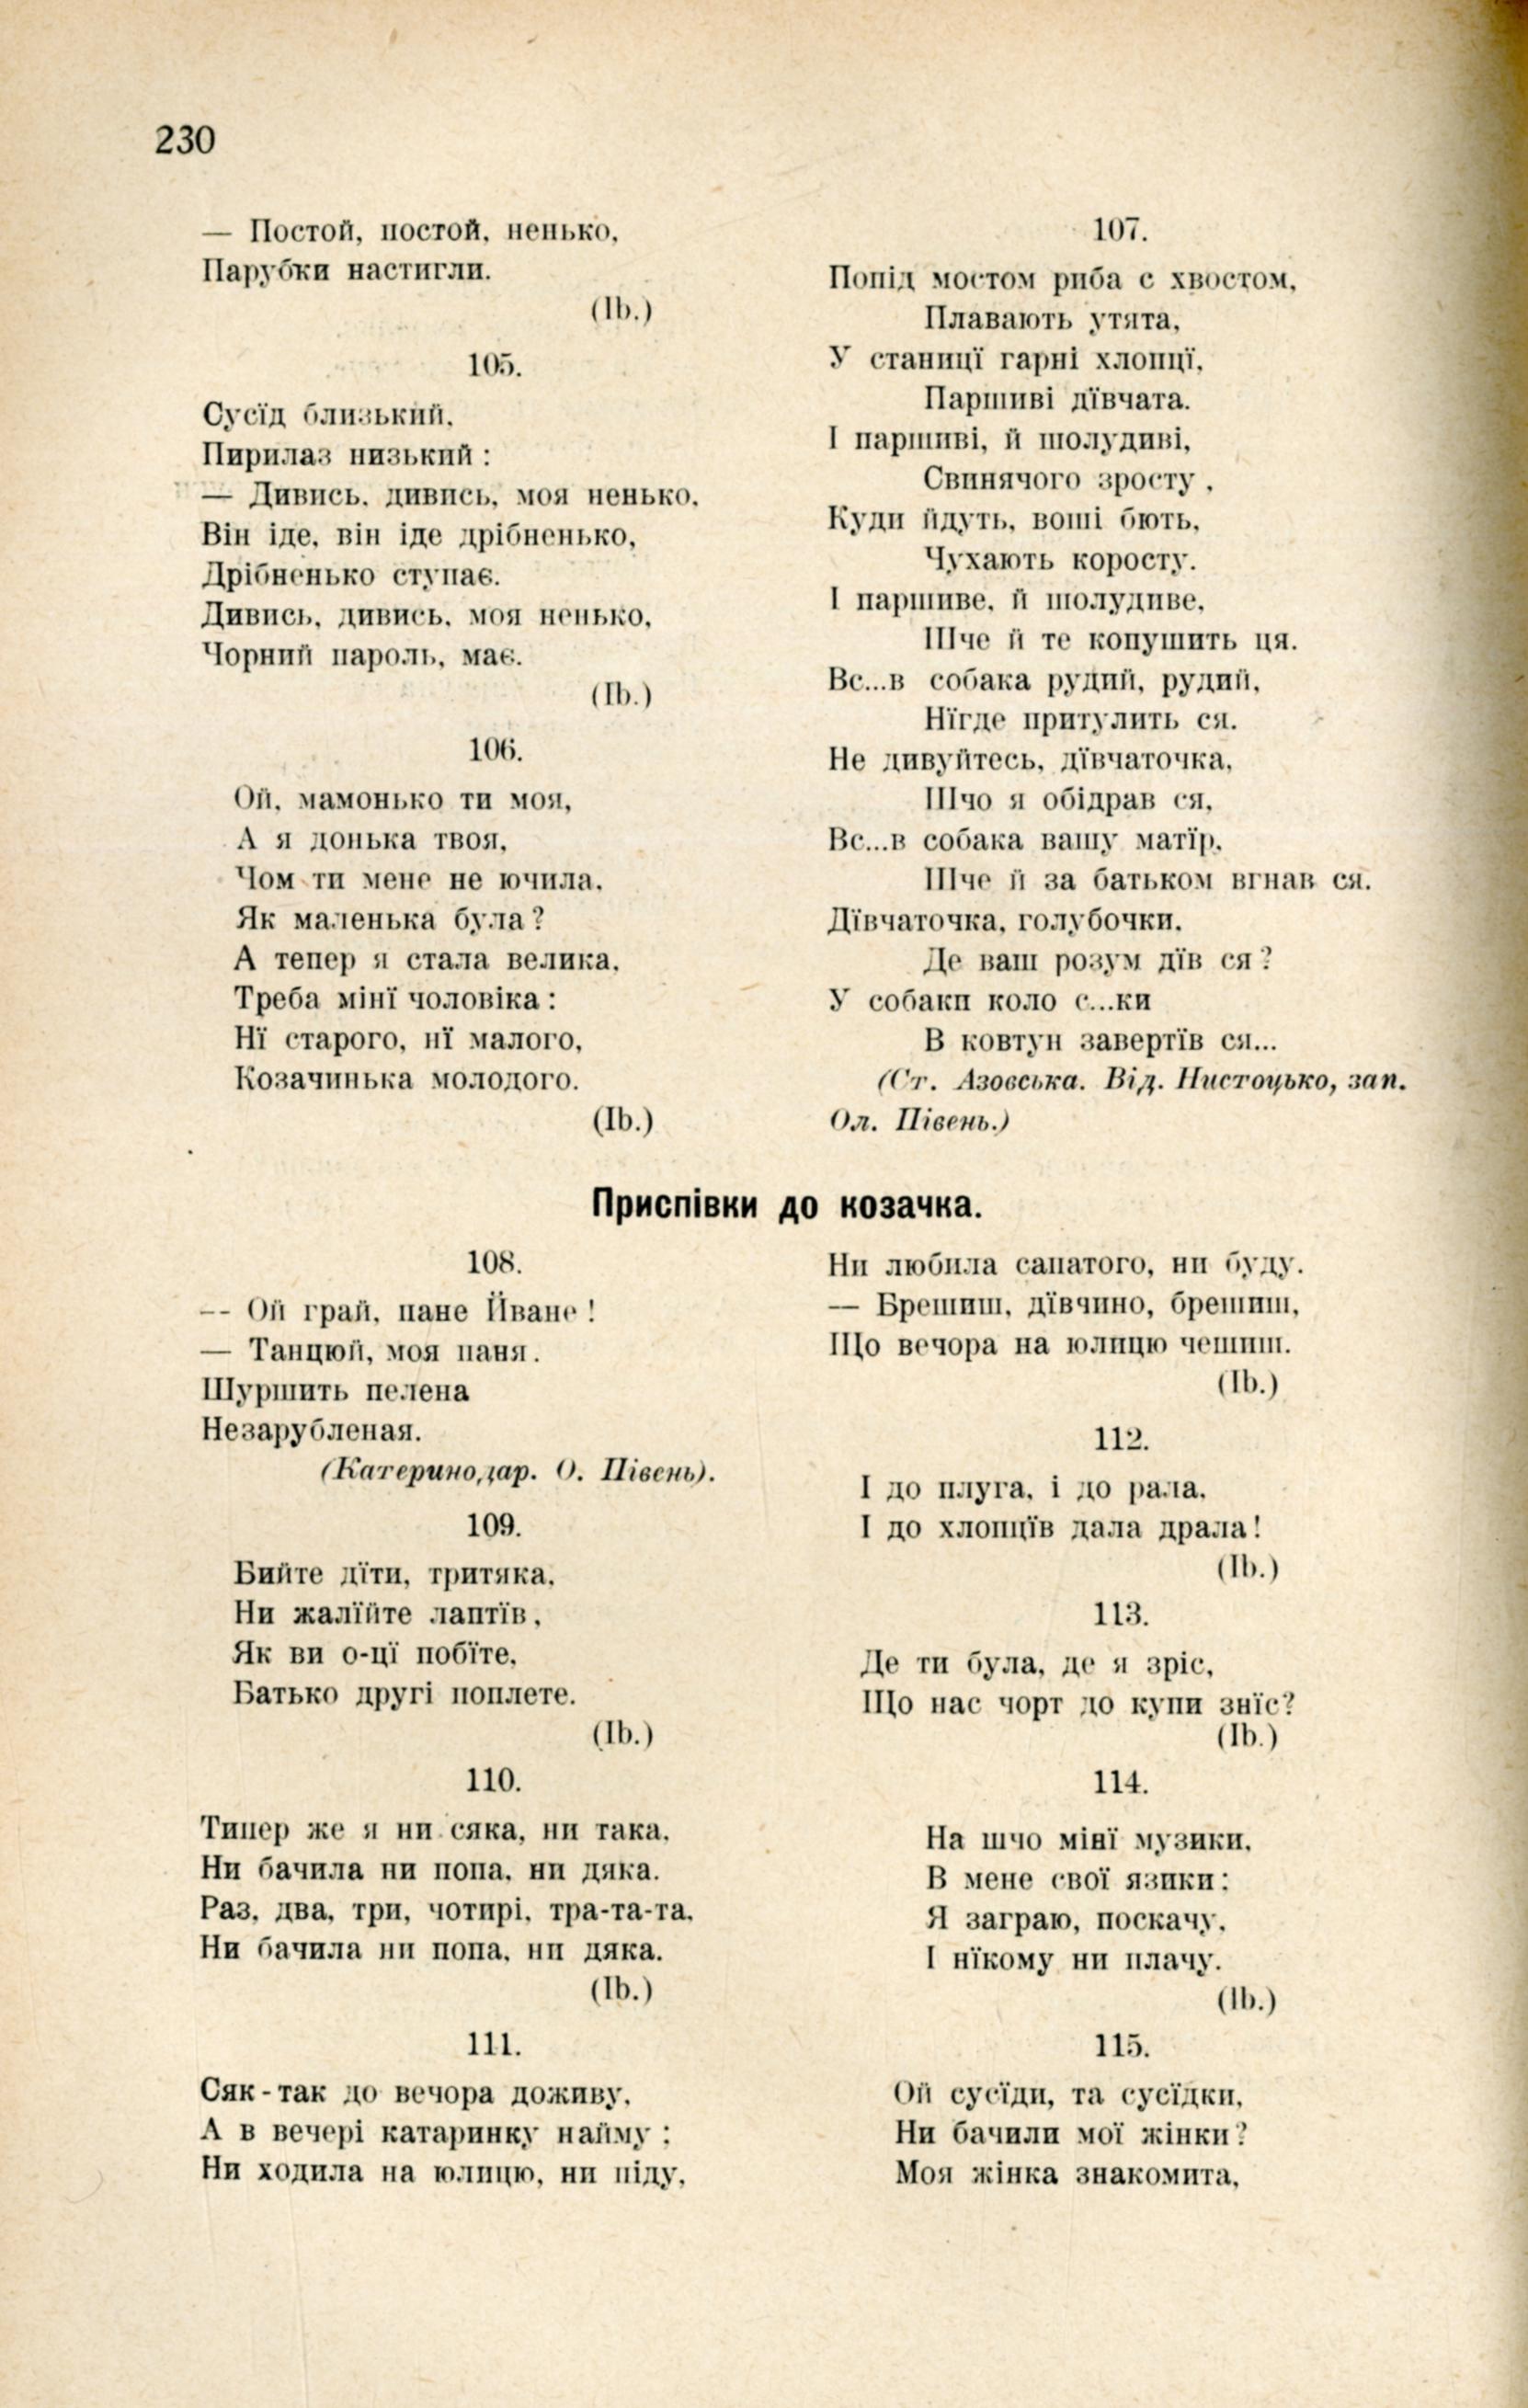 230
— Постой, постой, ненько,
Парубки настигли.
(Ib.)
105.
Сусїд близький,
Пирилаз низький:
— Дивись, дивись, моя ненько,
Він іде, він іде дрібненько,
Дрібненько ступає.
Дивись, дивись, моя ненько,
Чорний пароль, має.
(Ib.)
106.
Ой, мамонько ти моя,
А я донька твоя,
Чом ти мене не ючила,
Як маленька була?
А тепер я стала велика,
Треба мінї чоловіка:
Нї старого, нї малого,
Козачинька молодого.
(Ib.)
107.
Попід мостом риба с хвостом,
Плавають утята,
У станицї гарні хлопцї,
Паршиві дївчата.
І паршиві, й шолудиві,
Свинячого зросту,
Куди йдуть, воші бють,
Чухають коросту.
І паршиве, й шолудиве,
Шче й те копушить ця.
Вс...в собака рудий, рудий,
Нїгде притулить ся.
Не дивуйтесь, дївчаточка,
Шчо я обідрав ся,
Вс...в собака вашу матїр,
Шче й за батьком вгнав ся.
Дївчаточка, голубочки,
Де ваш розум дїв ся?
У собаки коло с...ки
В ковтун завертїв ся...
(Ст. Азовська. Від. Нистоцько, зап.
Ол. Півень.)
Приспівки до козачка.
108.
-- Ой грай, пане Йване!
— Танцюй, моя паня.
Шуршить пелена
Незарубленая.
(Катеринодар. О. Півень).
109.
Бийте дїти, тритяка,
Ни жалїйте лаптїв,
Як ви о-цї побїте,
Батько другі поплете.
(Ib.)
110.
Типер же я ни сяка, ни така,
Ни бачила ни попа, ни дяка.
Раз, два, три, чотирі, тра-та-та,
Ни бачила ни попа, ни дяка.
(Ib.)
111.
Сяк-так до вечора доживу,
А в вечері катаринку найму;
Ни ходила на юлицю, ни піду,
Ни любила сапатого, ни буду.
— Брешиш, дївчино, брешиш,
Що вечора на юлицю чешиш.
(Ib.)
112.
І до плуга, і до рала,
І до хлопцїв дала драла!
(Ib.)
113.
Де ти була, де я зріс,
Що нас чорт до купи знїс?
(Ib.)
114.
На шчо мінї музики,
В мене свої язики:
Я заграю, поскачу,
І нїкому ни плачу.
(Ib.)
115.
Ой сусїди, та сусїдки,
Ни бачили мої жінки?
Моя жінка знакомита,